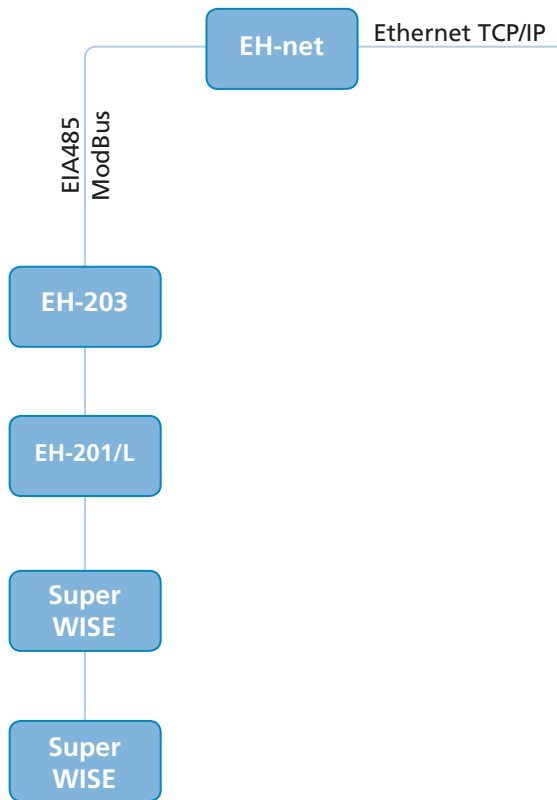 EH-net
Ethernet TCP/IP
EIA485
ModBus
EH-203
EH-201/L
Super
WISE
Super
WISE